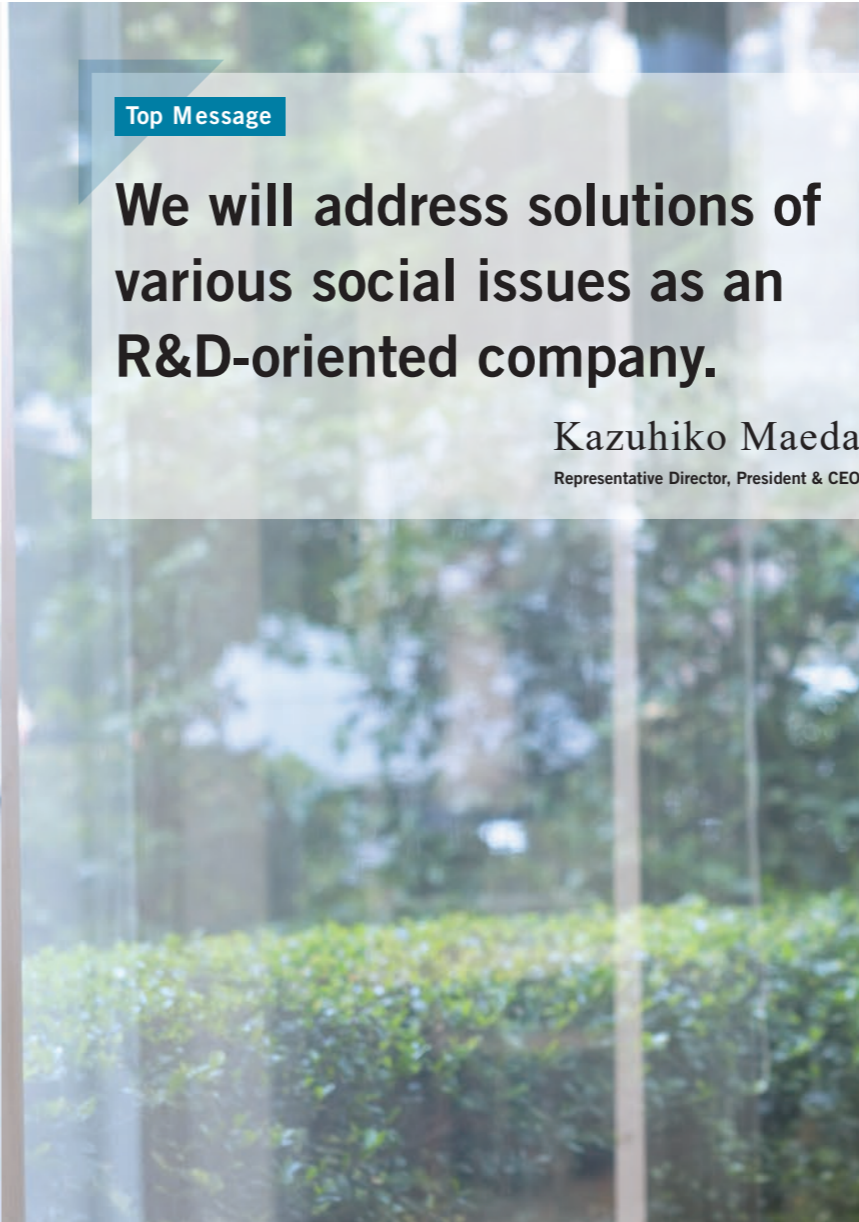 Top Message
We will address solutions of
various social issues as an
R&D-oriented company.
Kazuhiko Maeda
Representative Director, President & CEO